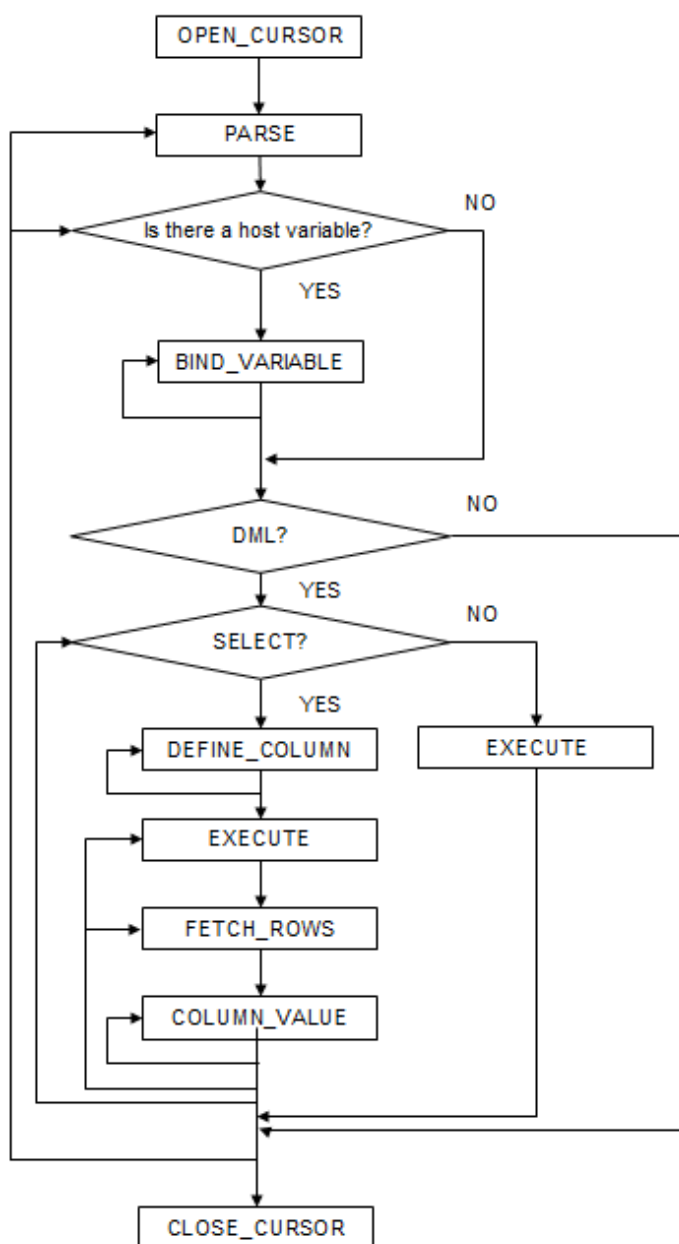 OPEN_CURSOR
PARSE
NO
Is there a host variable?
YES
BIND_VARIABLE
NO
DML?
YES
NO
SELECT?
YES
DEFINE_COLUMN
EXECUTE
EXECUTE
FETCH_ROWS
COLUMN_VALUE
CLOSE_CURSOR